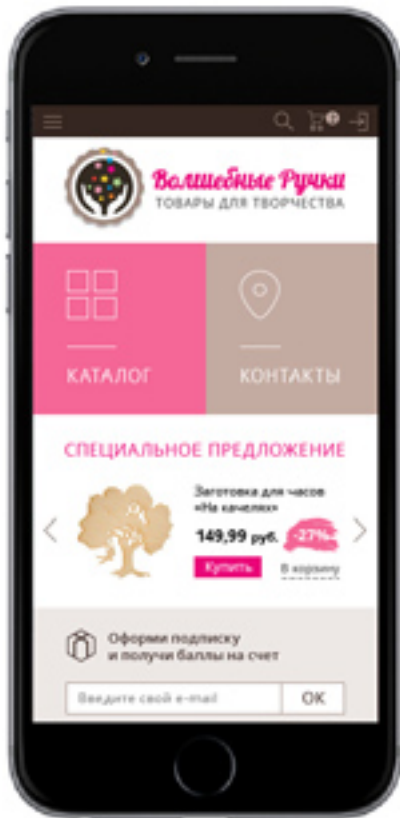 Волшебные Ручки
ТОВАРЫ ДЛЯ ТВОРЧЕСТВА
КАТАЛОГ
КОНТАКТЫ
СПЕЦИАЛЬНОЕ ПРЕДЛОЖЕНИЕ
Заготовка для часов
«На качелях»
149,99 руб.
-27%
Купить
В корзину
Оформи подписку
и получи баллы на счет
Введите свой e-mail
ОК